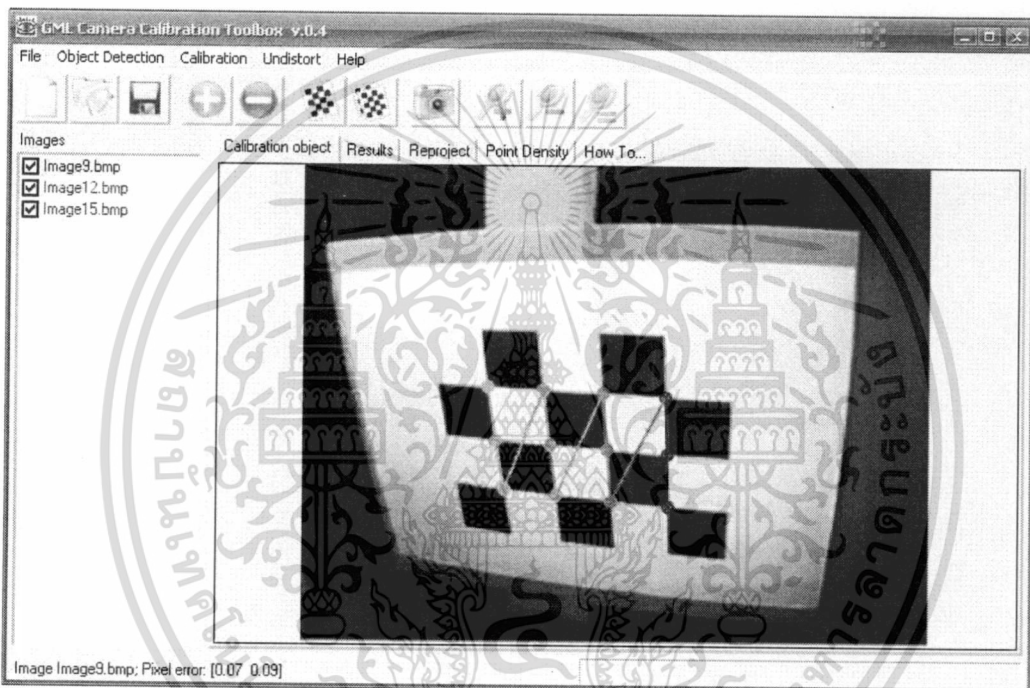 GML Camera Calibration Toolbox v.0.4
File Object Detection Calibration Undistort Help
Images
Calibration object Results Reproject Point Density How To...
Image9.bmp
Image12.bmp
Image15.bmp
Image Image9.bmp; Pixel error: [0.07 0.09]